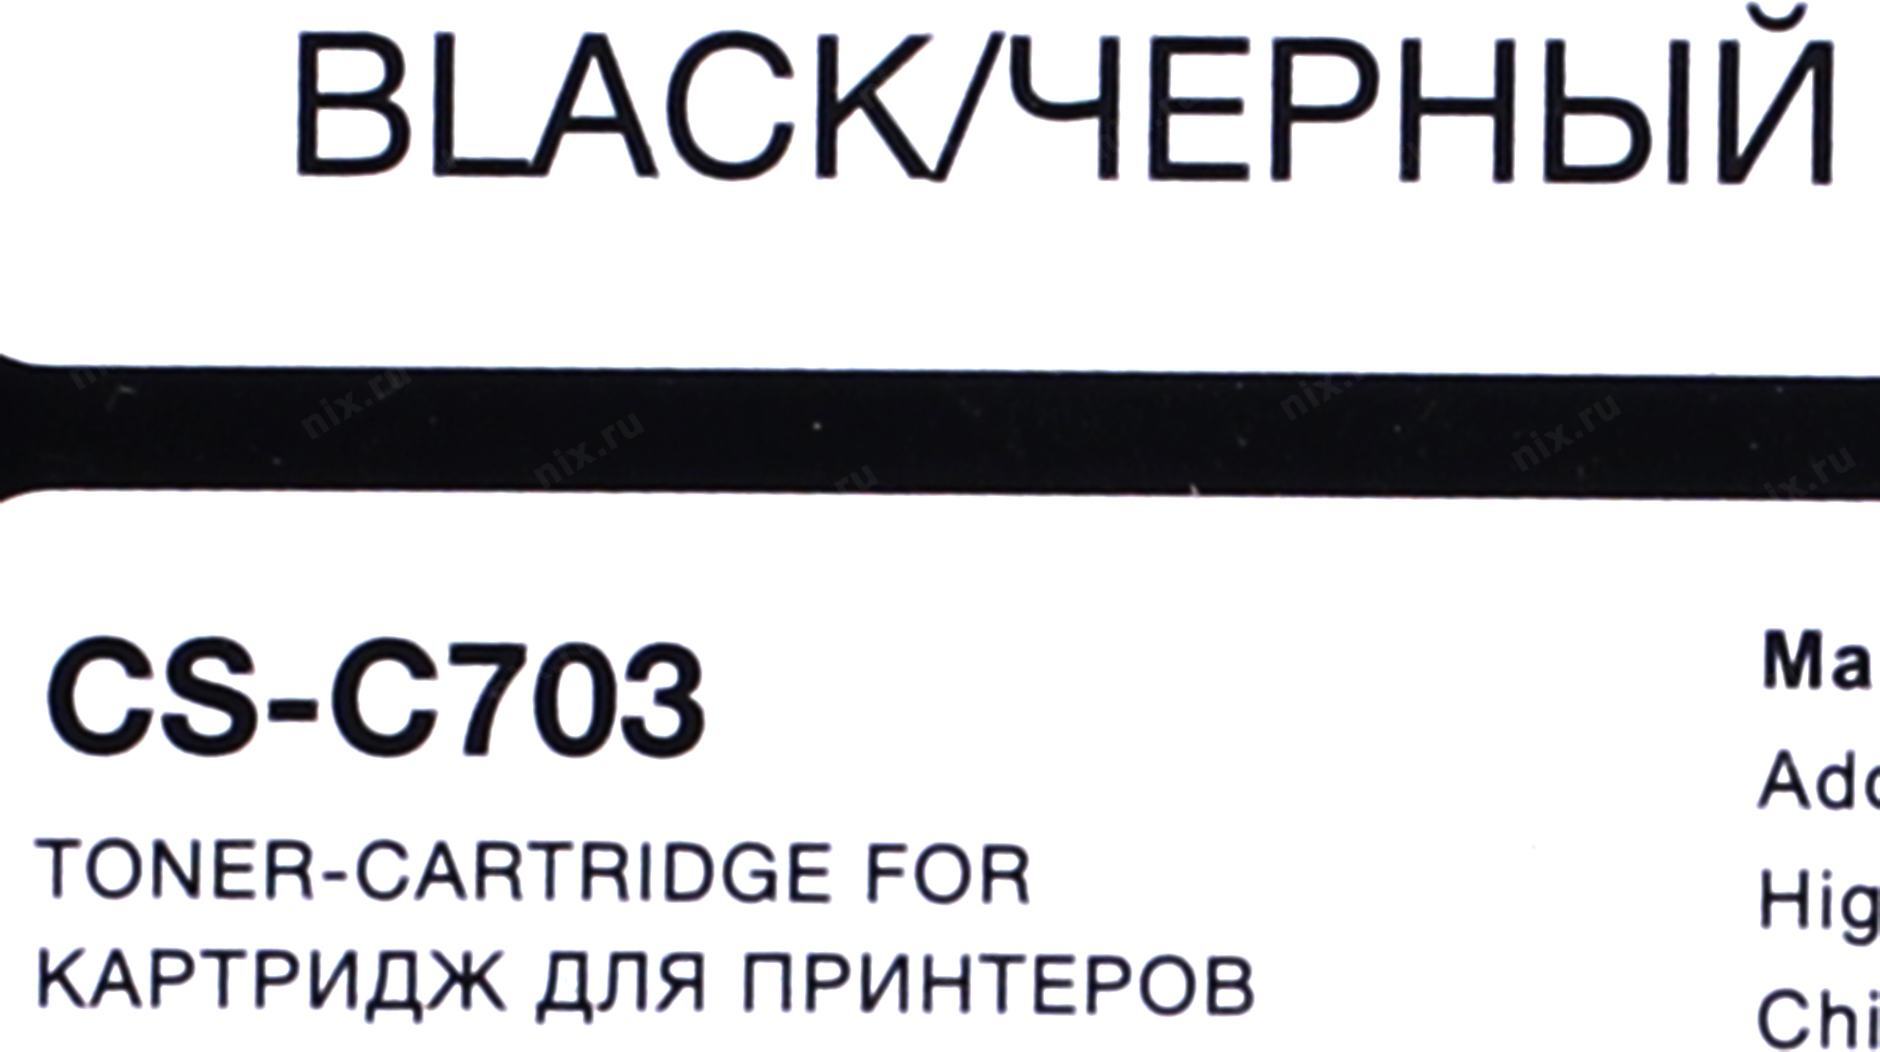 BLACK/ЧЕРНЫЙ
CS-C703
TONER-CARTRIDGE FOR
КАРТРИДЖ ДЛЯ ПРИНТЕРОВ